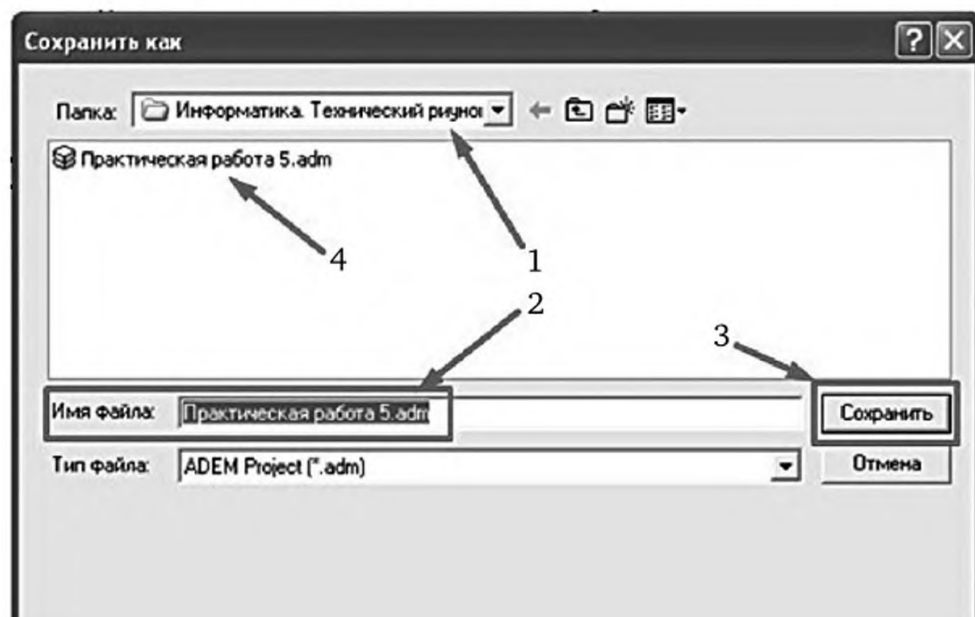 Сохранить как
Папка: Информатика. Технический
Практическая работа 5.adm
4
1
2
3
Имя файла: Практическая работа 5.adm Сохранить
Тип файла: ADEM Project (*.adm) Отмена